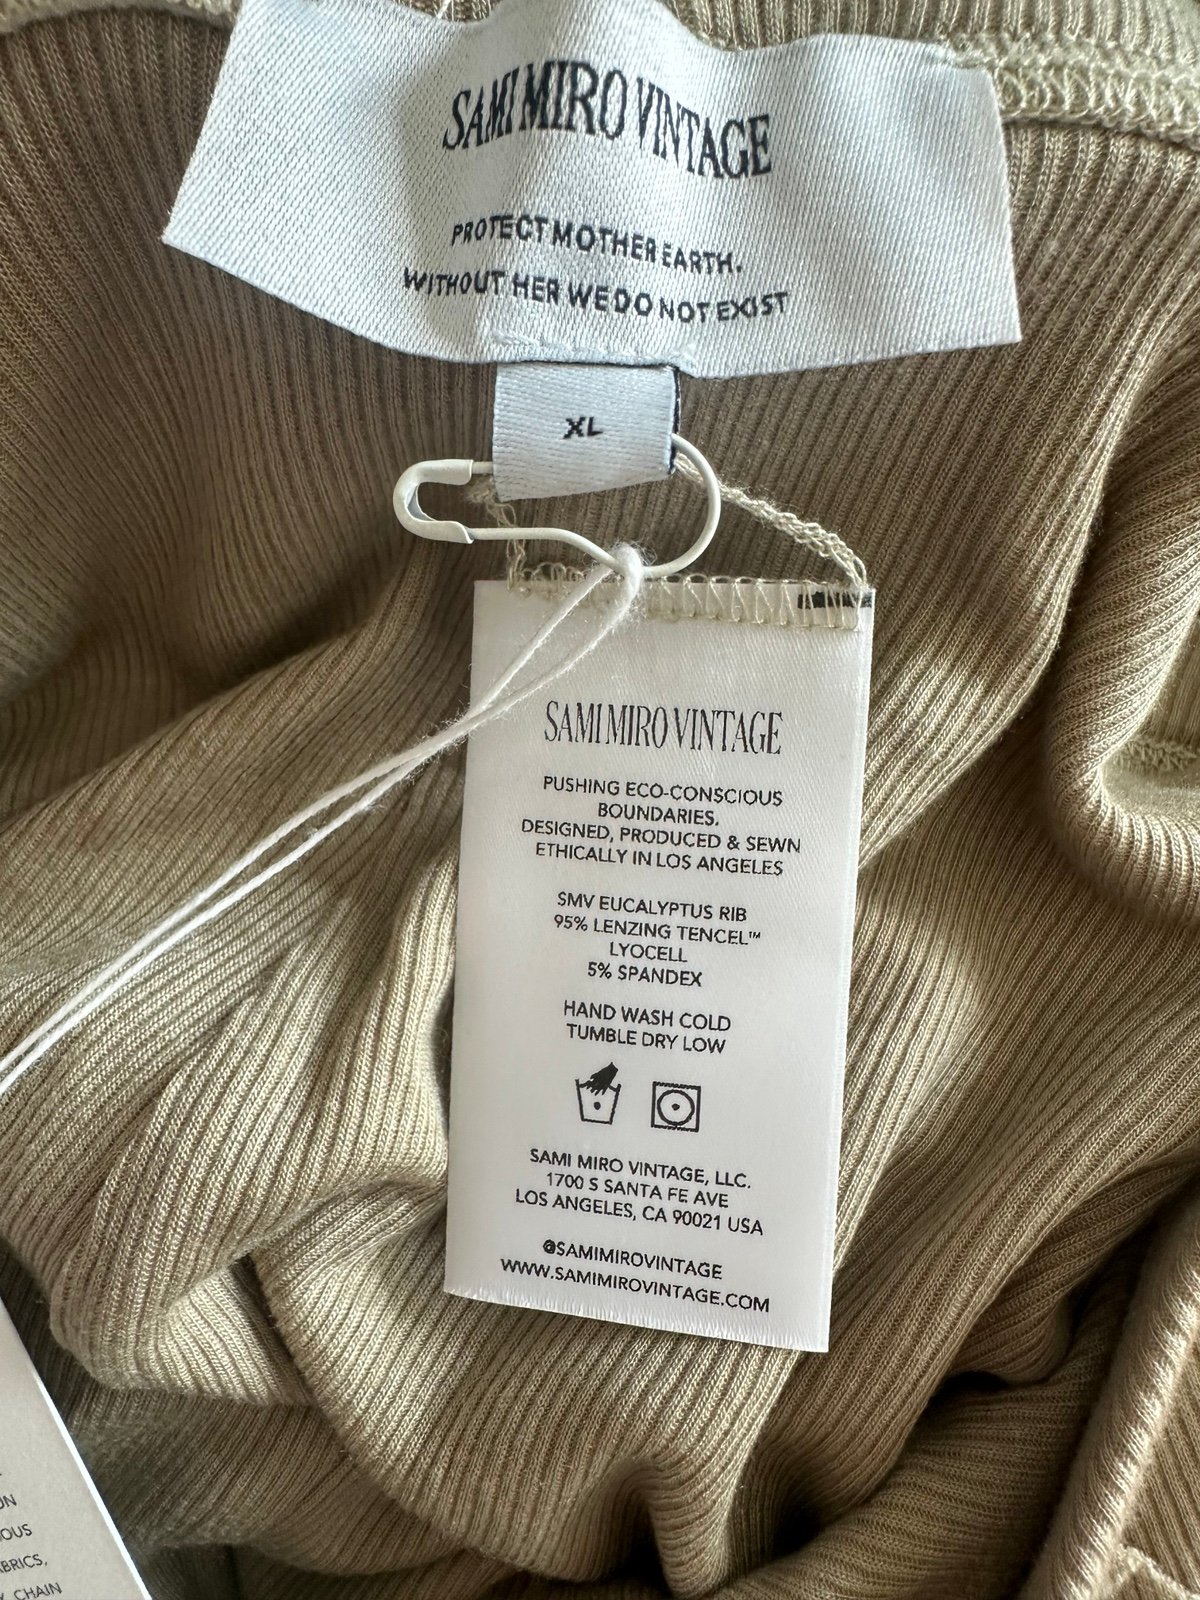 SAMI MIRO VINTAGE
PROTECT MOTHER EARTH.
WITHOUT HER WE DO NOT EXIST
XL
SAMI MIRO VINTAGE
PUSHING ECO-CONSCIOUS
BOUNDARIES.
DESIGNED, PRODUCED & SEWN
ETHICALLY IN LOS ANGELES
SMV EUCALYPTUS RIB
95% LENZING TENCEL™
LYOCELL
5% SPANDEX
HAND WASH COLD
TUMBLE DRY LOW
SAMI MIRO VINTAGE, LLC.
1700 S SANTA FE AVE
LOS ANGELES, CA 90021 USA
@SAMIMIROVINTAGE
WWW.SAMIMIROVINTAGE.COM
CHAIN